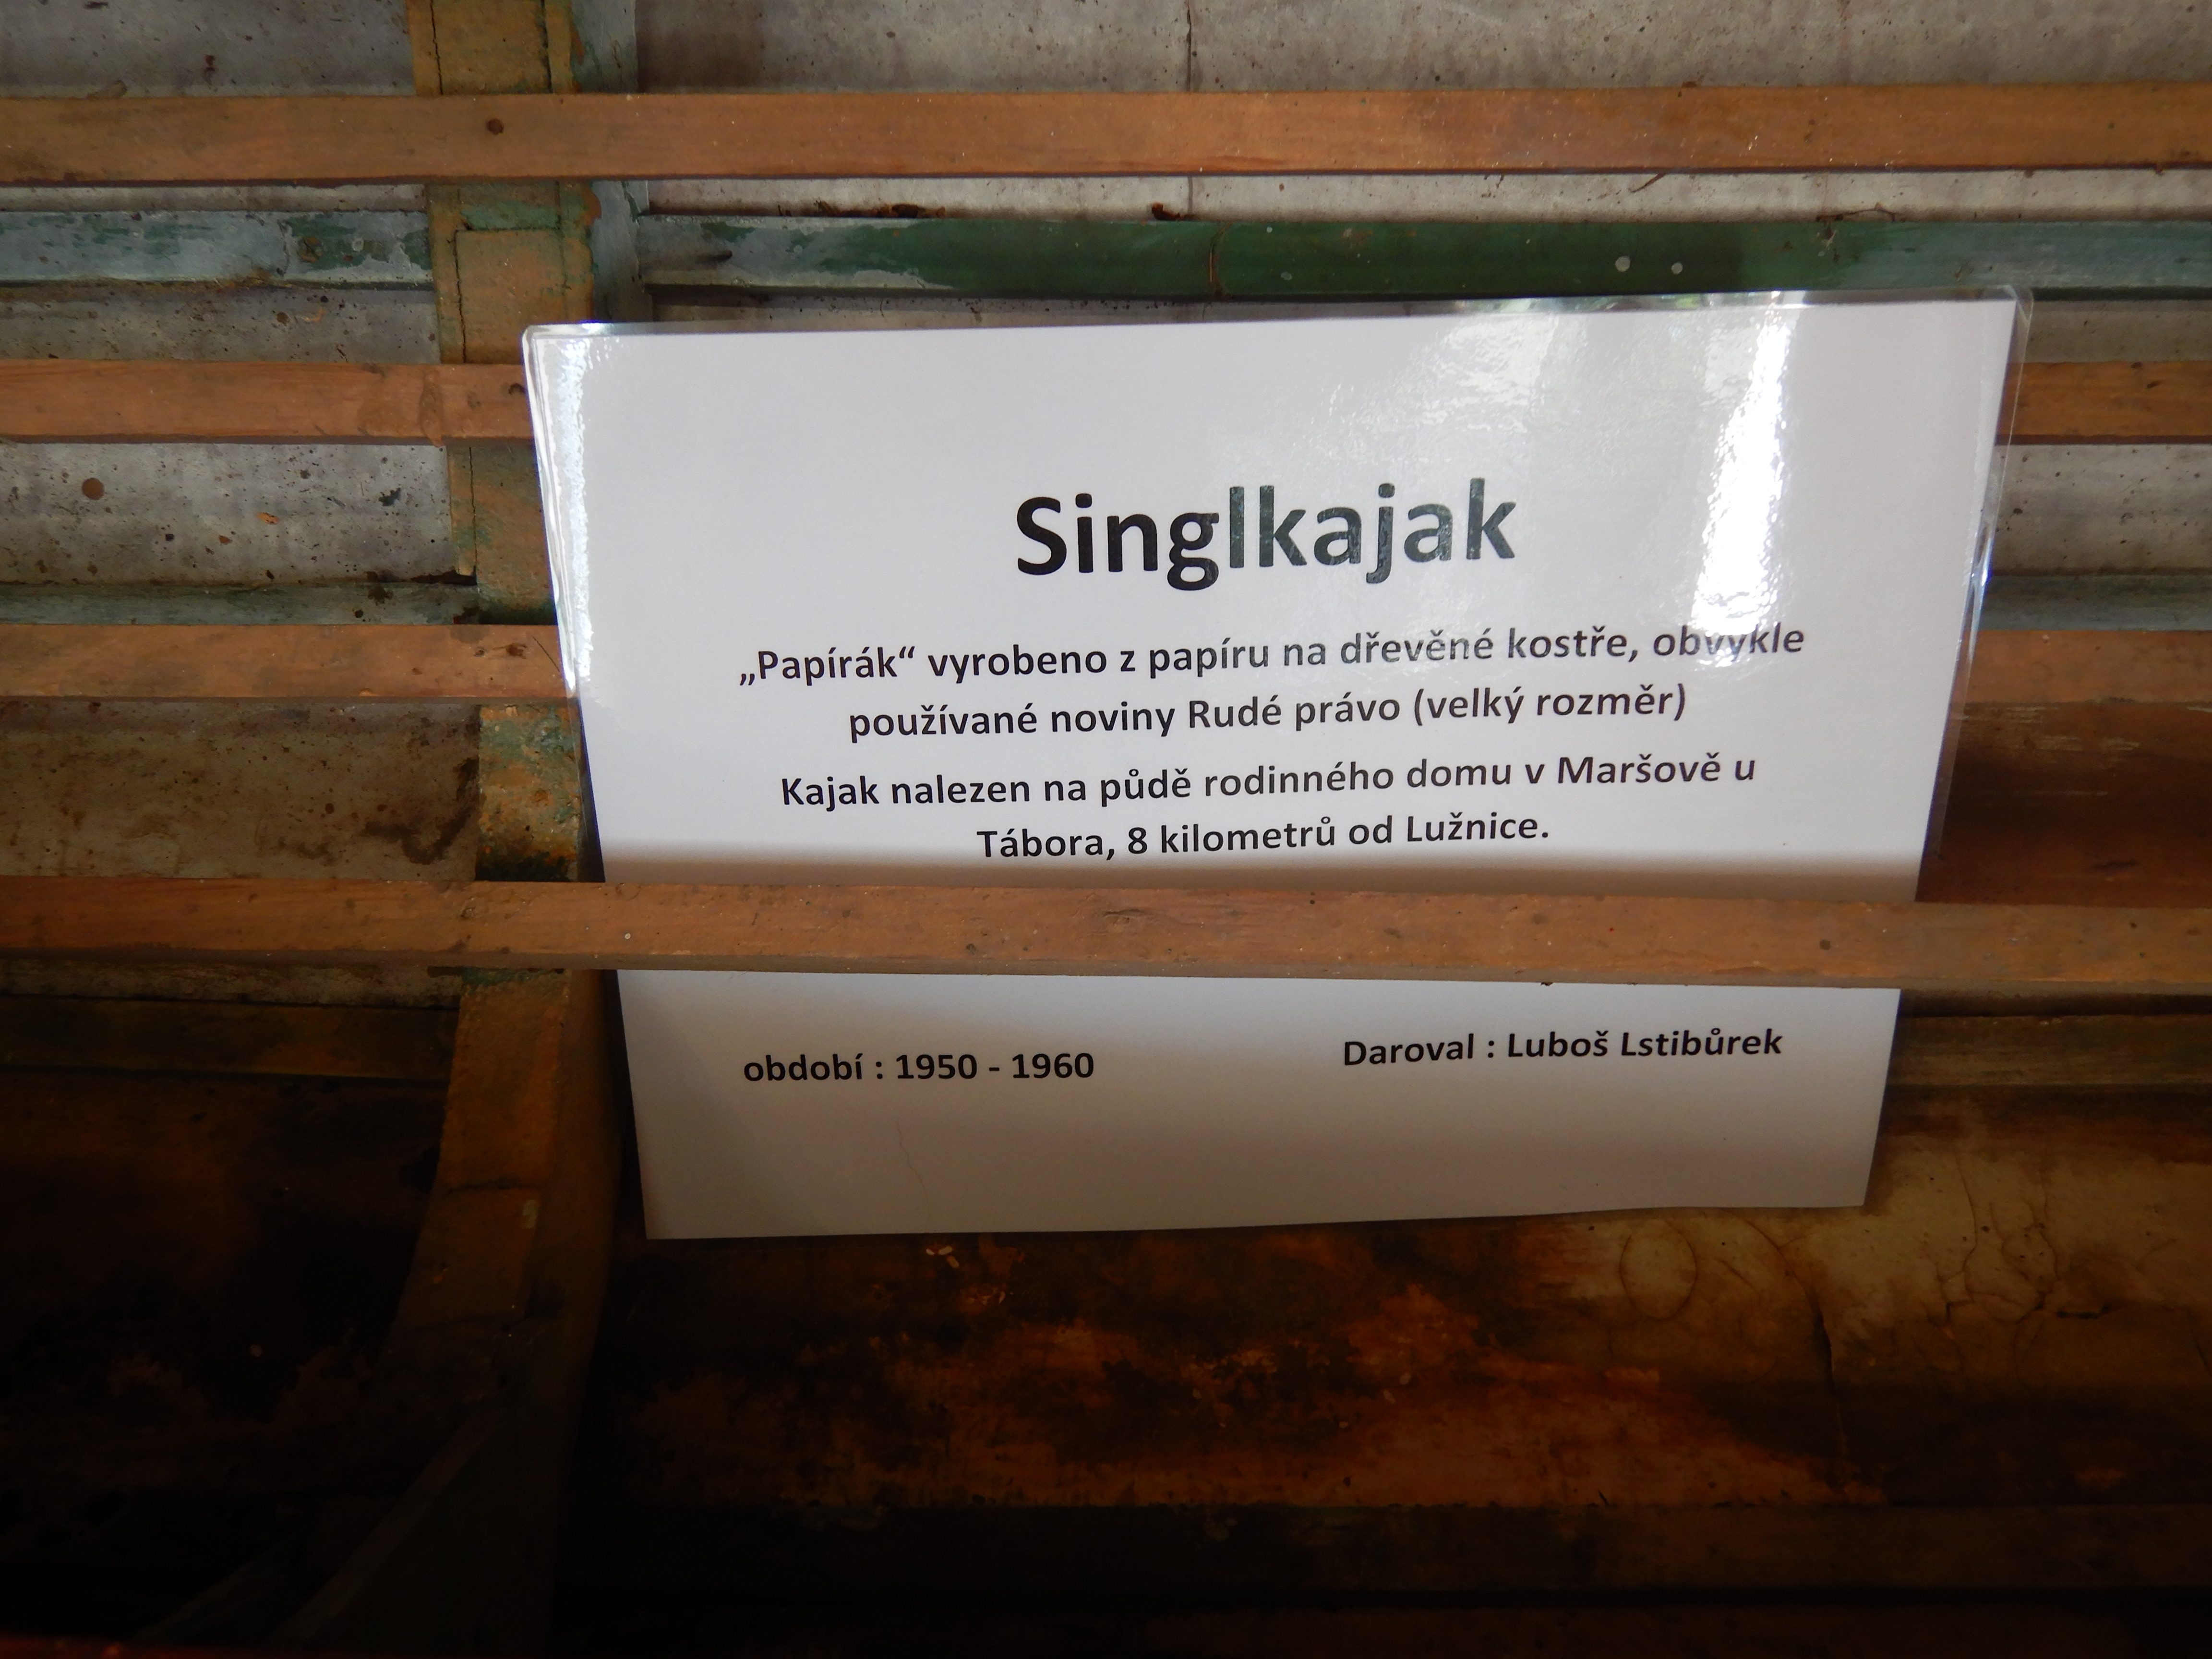 Singlkajak
„Papírák“ vyrobeno z papíru na dřevěné kostře, obvykle
používané noviny Rudé právo (velký rozměr)
Kajak nalezen na půdě rodinného domu v Maršově u
Tábora, 8 kilometrů od Lužnice.
období : 1950 - 1960
Daroval : Luboš Lstibůrek